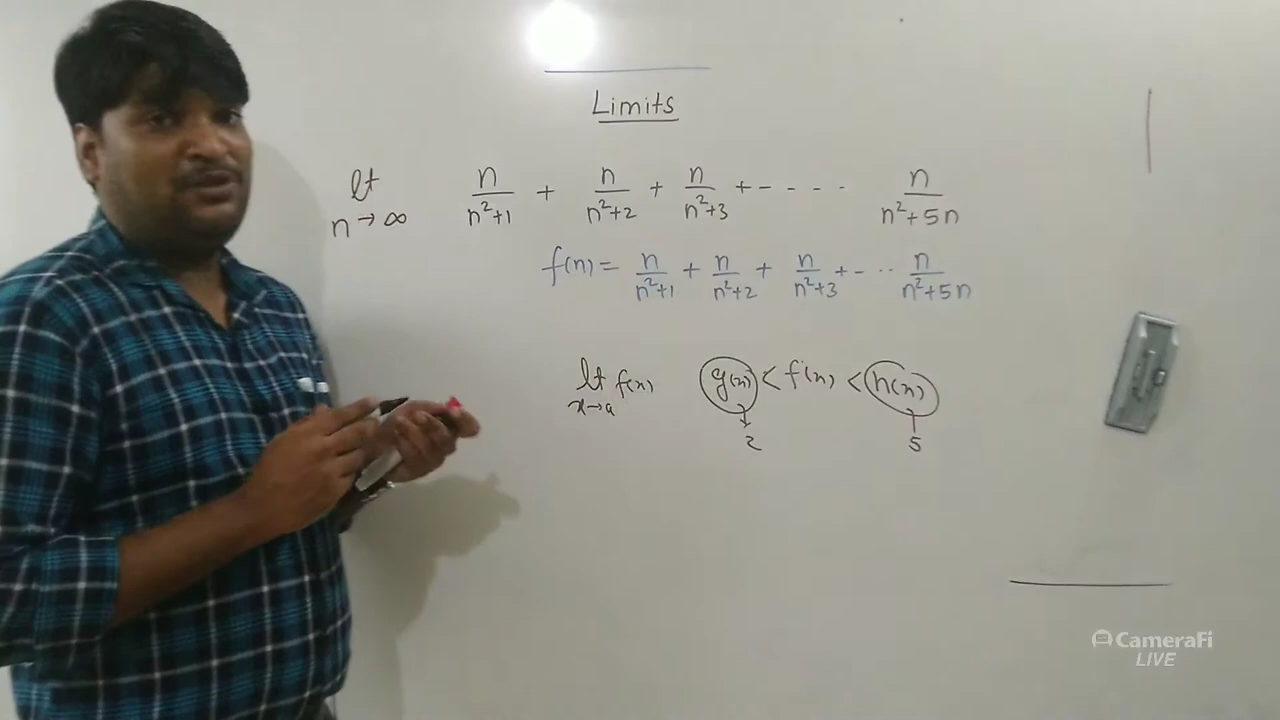 Limits
lt n→∞ n/(n²+1) + n/(n²+2) + n/(n²+3) +---- n/(n²+5n)
f(n) = n/(n²+1) + n/(n²+2) + n/(n²+3) +-·· n/(n²+5n)
lt x→a f(x) g(x) < f(x) < h(x)
2 5
CameraFi
LIVE